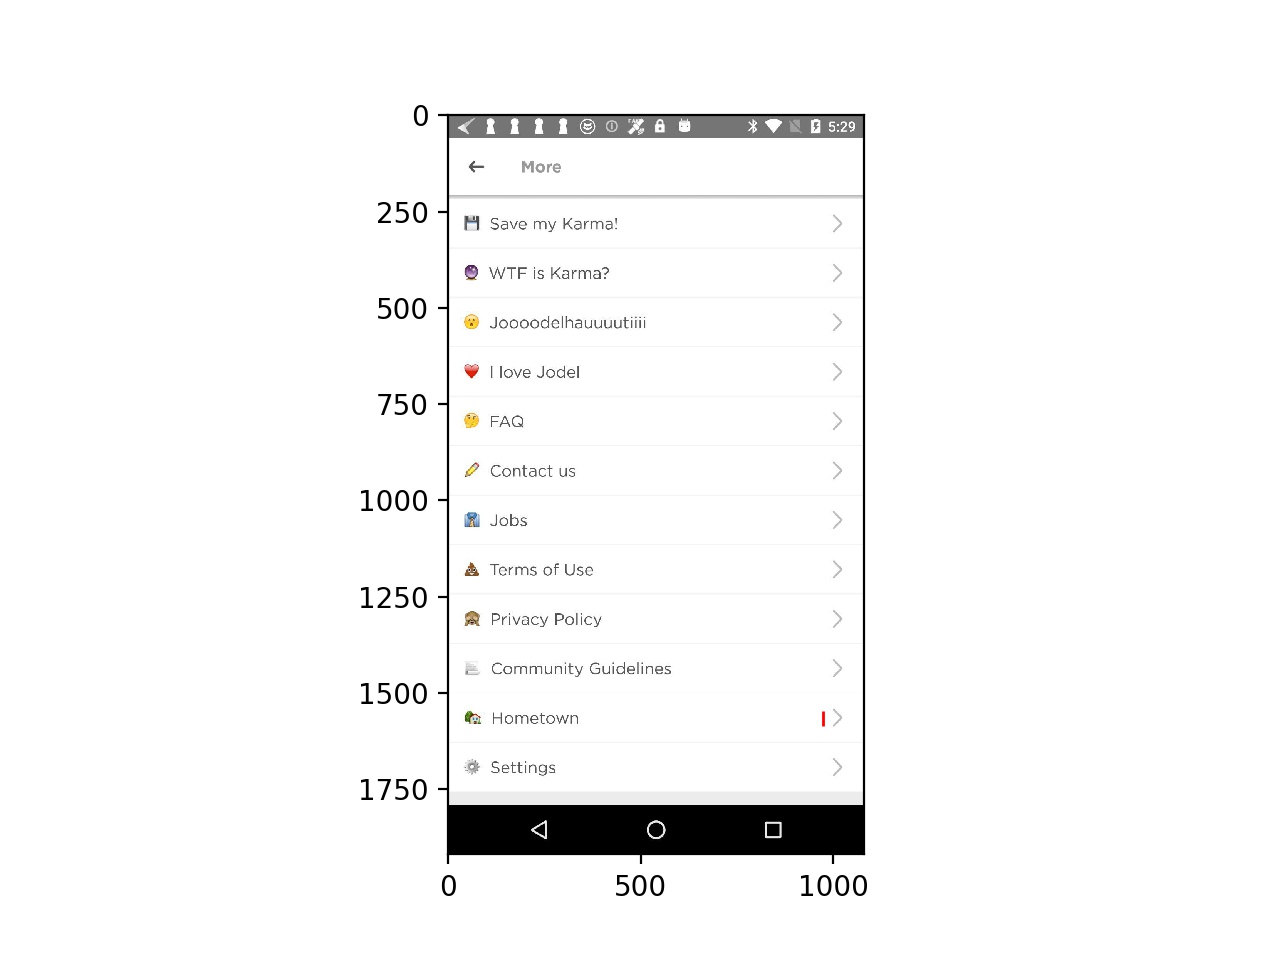 0
5:29
More
250
Save my Karma!
WTF is Karma?
500
Joooodelhauuuutiiii
I love Jodel
750
FAQ
Contact us
1000
Jobs
Terms of Use
1250
Privacy Policy
Community Guidelines
1500
Hometown
Settings
1750
0 500 1000